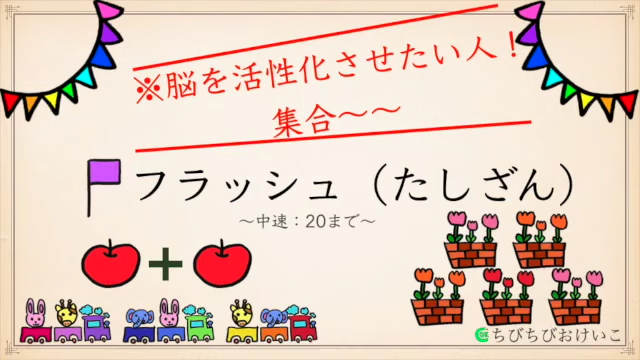 ※脳を活性化させたい人！
集合〜〜
フラッシュ（たしざん）
〜中速：20まで〜
ちびちびおけいこ